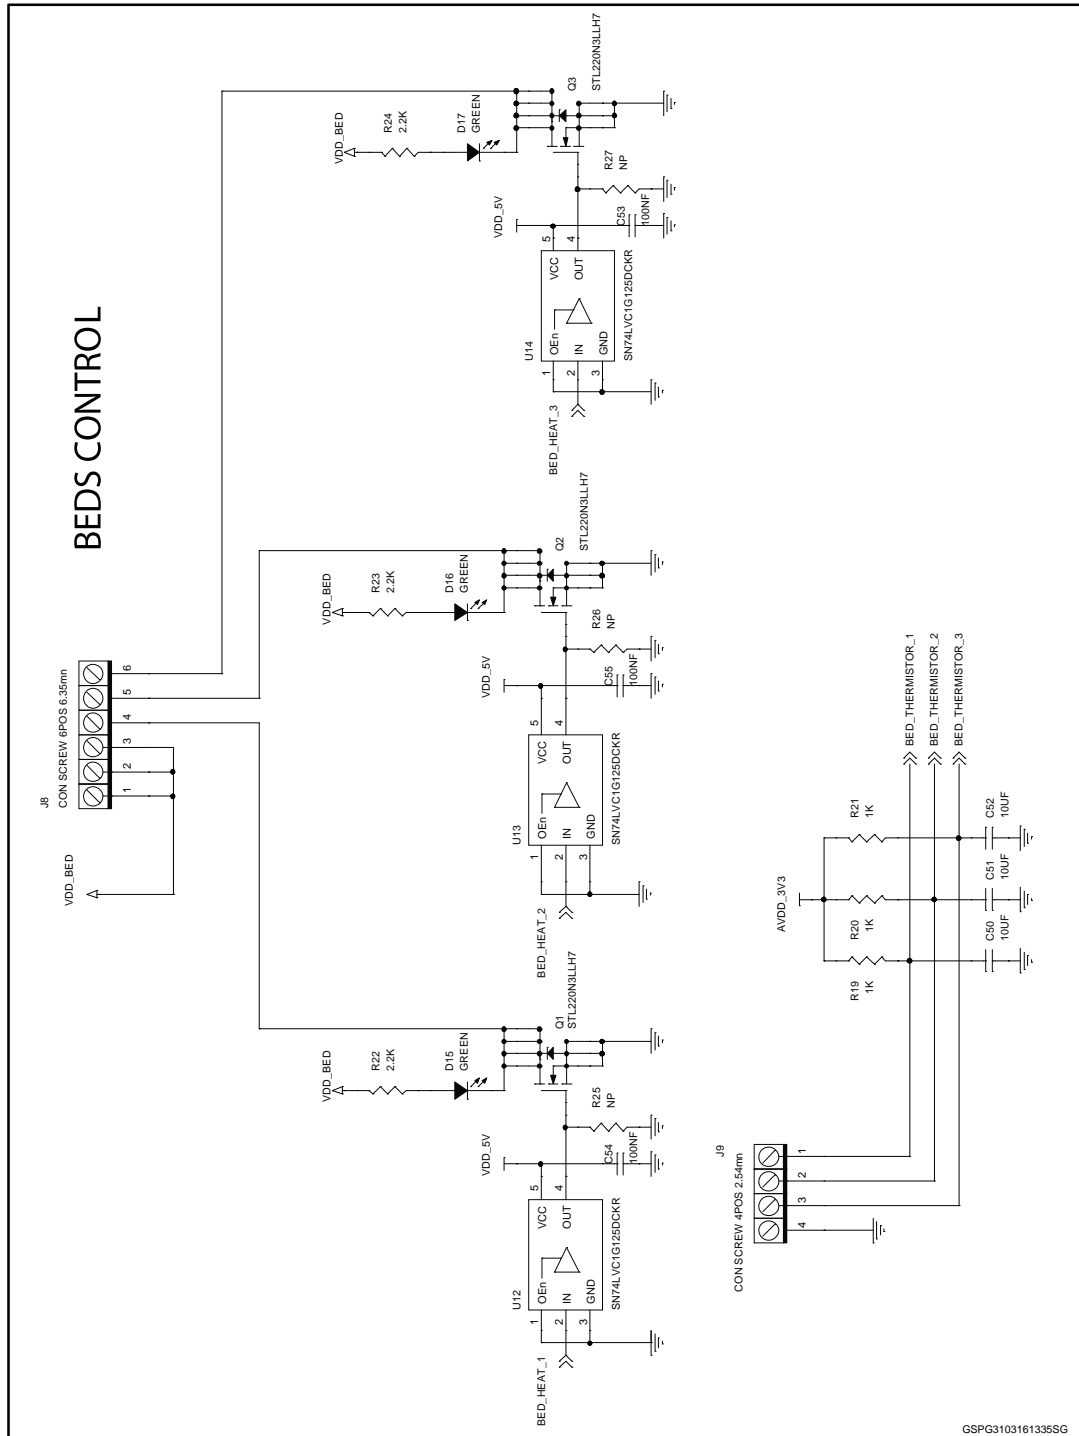 BEDS CONTROL
J8
CON SCREW 6POS 6.35mn
1
2
3
4
5
6
VDD_BED
VDD_BED
R22
2.2K
D15
GREEN
Q1
STL220N3LLH7
R25
NP
VDD_5V
C54
100NF
U12
OEn
IN
GND
VCC
OUT
1
2
3
5
4
SN74LVC1G125DCKR
BED_HEAT_1
VDD_BED
R23
2.2K
D16
GREEN
Q2
STL220N3LLH7
R26
NP
VDD_5V
C55
100NF
U13
OEn
IN
GND
VCC
OUT
1
2
3
5
4
SN74LVC1G125DCKR
BED_HEAT_2
VDD_BED
R24
2.2K
D17
GREEN
Q3
STL220N3LLH7
R27
NP
VDD_5V
C53
100NF
U14
OEn
IN
GND
VCC
OUT
1
2
3
5
4
SN74LVC1G125DCKR
BED_HEAT_3
J9
CON SCREW 4POS 2.54mn
4
3
2
1
AVDD_3V3
R19
1K
R20
1K
R21
1K
C50
10UF
C51
10UF
C52
10UF
BED_THERMISTOR_1
BED_THERMISTOR_2
BED_THERMISTOR_3
GSPG3103161335SG